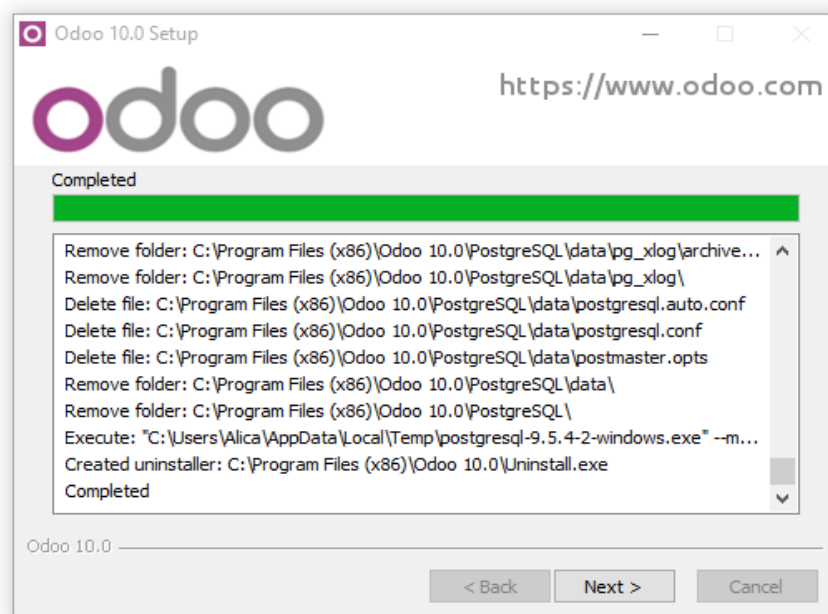 Odoo 10.0 Setup
odoo
https://www.odoo.com
Completed
Remove folder: C:\Program Files (x86)\Odoo 10.0\PostgreSQL\data\pg_xlog\archive...
Remove folder: C:\Program Files (x86)\Odoo 10.0\PostgreSQL\data\pg_xlog\
Delete file: C:\Program Files (x86)\Odoo 10.0\PostgreSQL\data\postgresql.auto.conf
Delete file: C:\Program Files (x86)\Odoo 10.0\PostgreSQL\data\postgresql.conf
Delete file: C:\Program Files (x86)\Odoo 10.0\PostgreSQL\data\postmaster.opts
Remove folder: C:\Program Files (x86)\Odoo 10.0\PostgreSQL\data\
Remove folder: C:\Program Files (x86)\Odoo 10.0\PostgreSQL\
Execute: "C:\Users\Alica\AppData\Local\Temp\postgresql-9.5.4-2-windows.exe" --m...
Created uninstaller: C:\Program Files (x86)\Odoo 10.0\Uninstall.exe
Completed
Odoo 10.0
< Back Next > Cancel